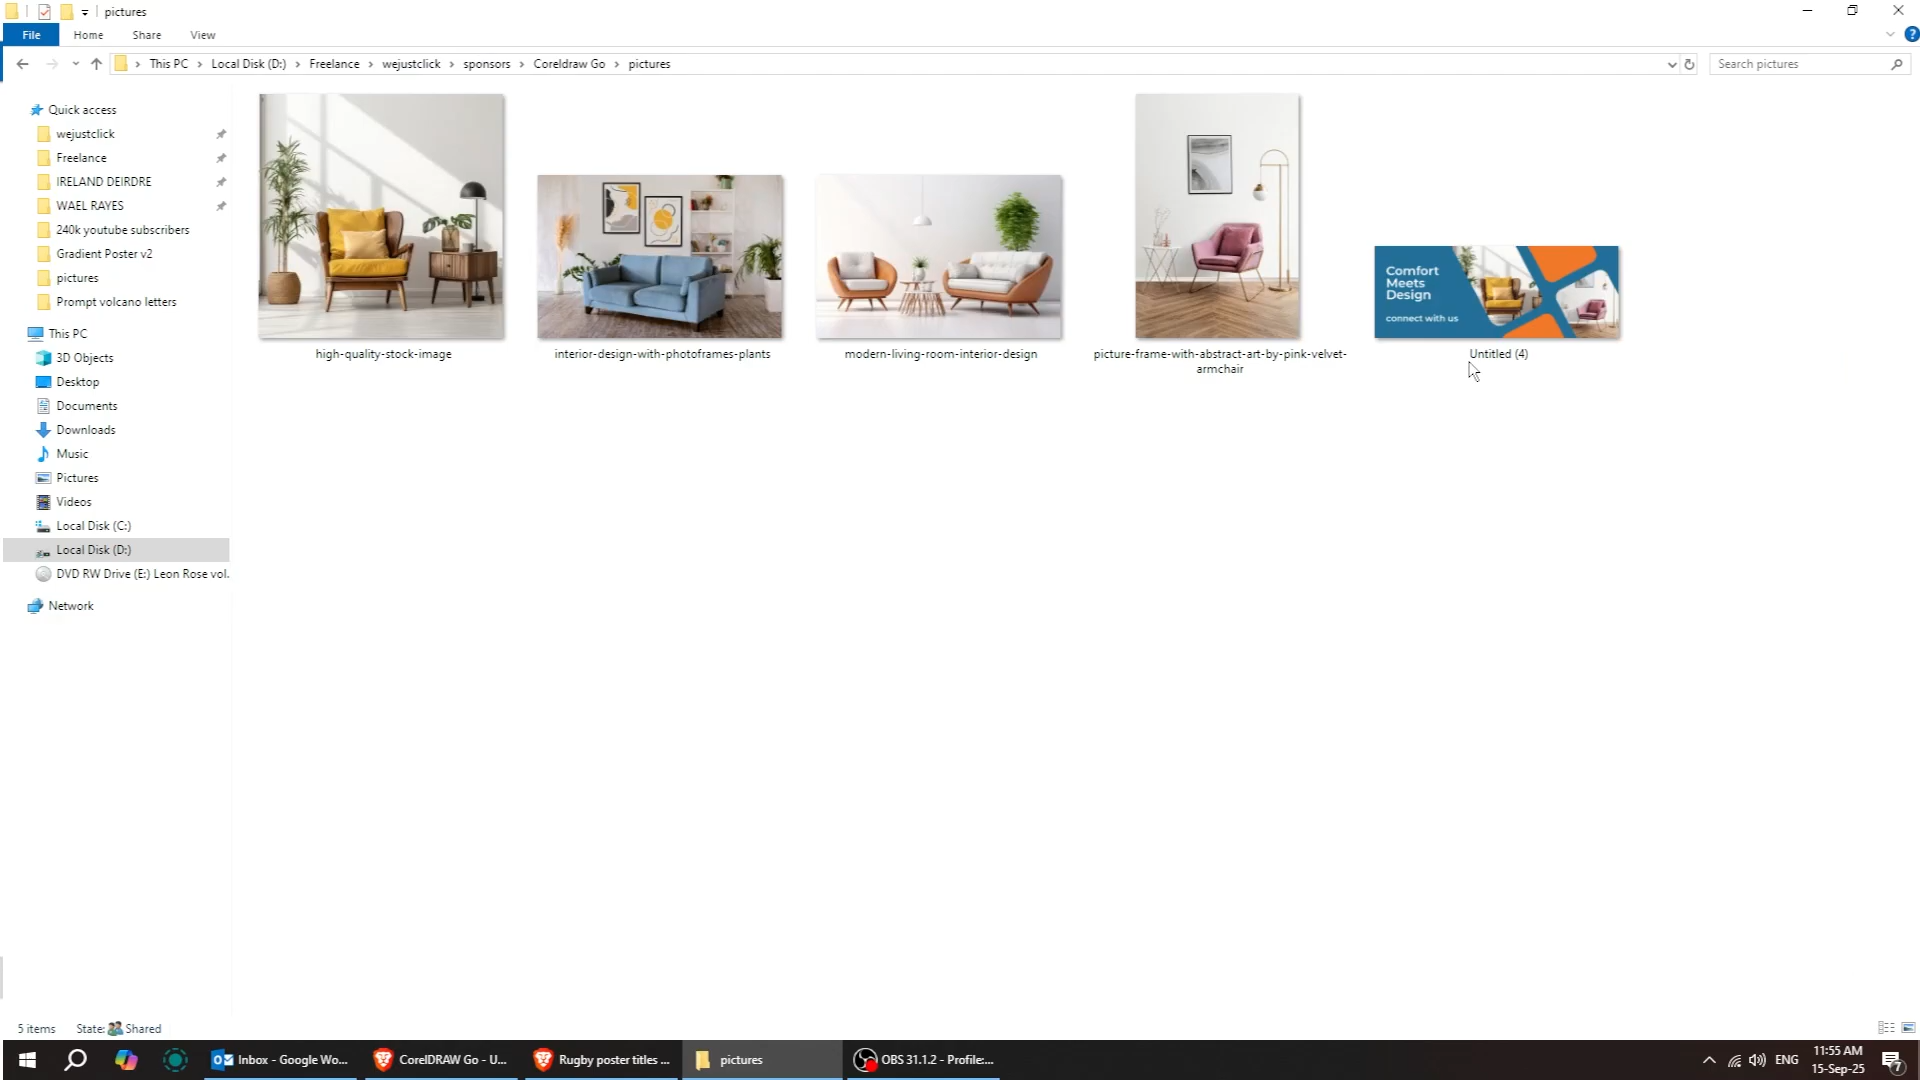 pictures
File
Home
Share
View
This PC
Local Disk (D:)
Freelance
wejustclick
sponsors
Coreldraw Go
pictures
Search pictures
Quick access
wejustclick
Freelance
IRELAND DEIRDRE
WAEL RAYES
240k youtube subscribers
Gradient Poster v2
pictures
Prompt volcano letters
This PC
3D Objects
Desktop
Documents
Downloads
Music
Pictures
Videos
Local Disk (C:)
Local Disk (D:)
DVD RW Drive (E:) Leon Rose vol.
Network
Comfort
Meets
Design
connect with us
high-quality-stock-image
interior-design-with-photoframes-plants
modern-living-room-interior-design
picture-frame-with-abstract-art-by-pink-velvet-
armchair
Untitled (4)
5 items
State: Shared
Inbox - Google Wo...
CorelDRAW Go - U...
Rugby poster titles ...
pictures
OBS 31.1.2 - Profile:...
ENG
11:55 AM
15-Sep-25
7